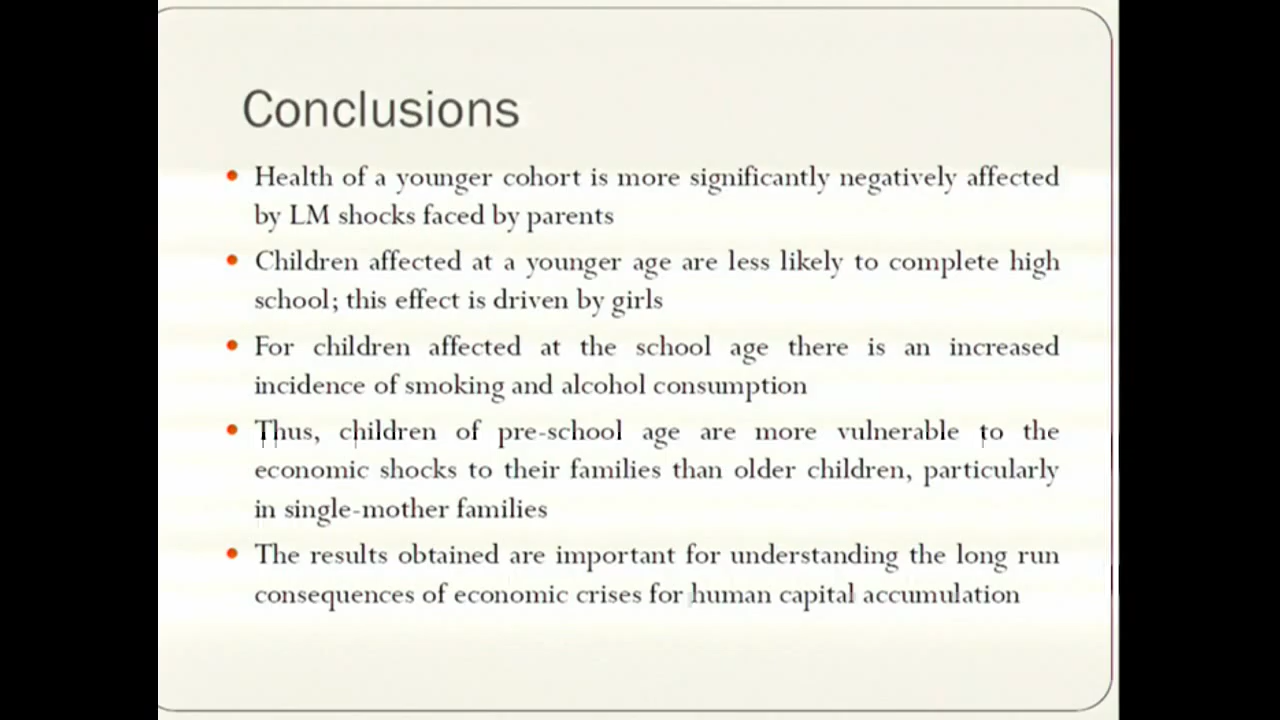 Conclusions
• Health of a younger cohort is more significantly negatively affected
by LM shocks faced by parents
• Children affected at a younger age are less likely to complete high
school; this effect is driven by girls
• For children affected at the school age there is an increased
incidence of smoking and alcohol consumption
• Thus, children of pre-school age are more vulnerable to the
economic shocks to their families than older children, particularly
in single-mother families
• The results obtained are important for understanding the long run
consequences of economic crises for human capital accumulation